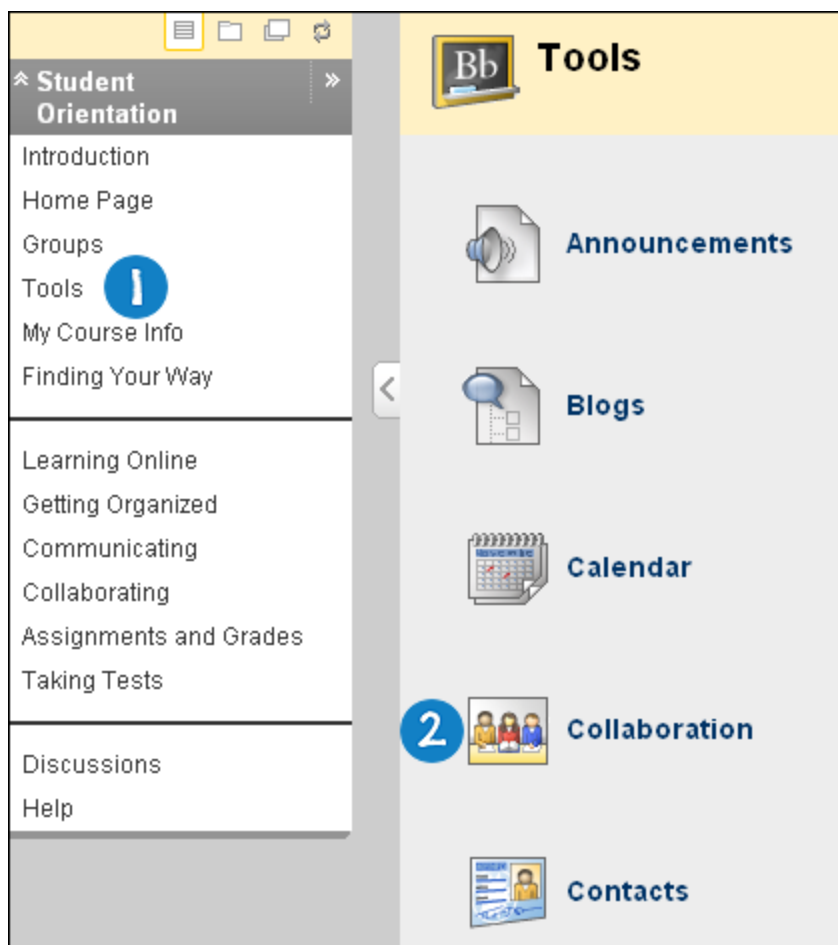 Student
Orientation
Introduction
Home Page
Groups
Tools
1
My Course Info
Finding Your Way
Learning Online
Getting Organized
Communicating
Collaborating
Assignments and Grades
Taking Tests
Discussions
Help
Bb
Tools
Announcements
Blogs
Calendar
2
Collaboration
Contacts